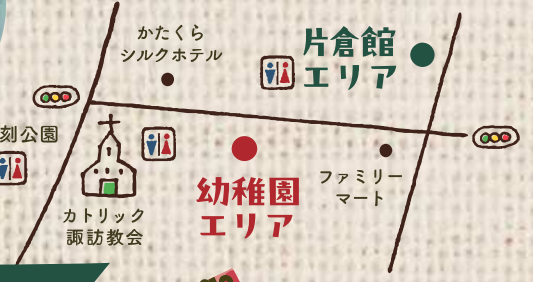 かたくら
シルクホテル
片倉館
エリア
刻公園
幼稚園
エリア
ファミリー
マート
カトリック
諏訪教会